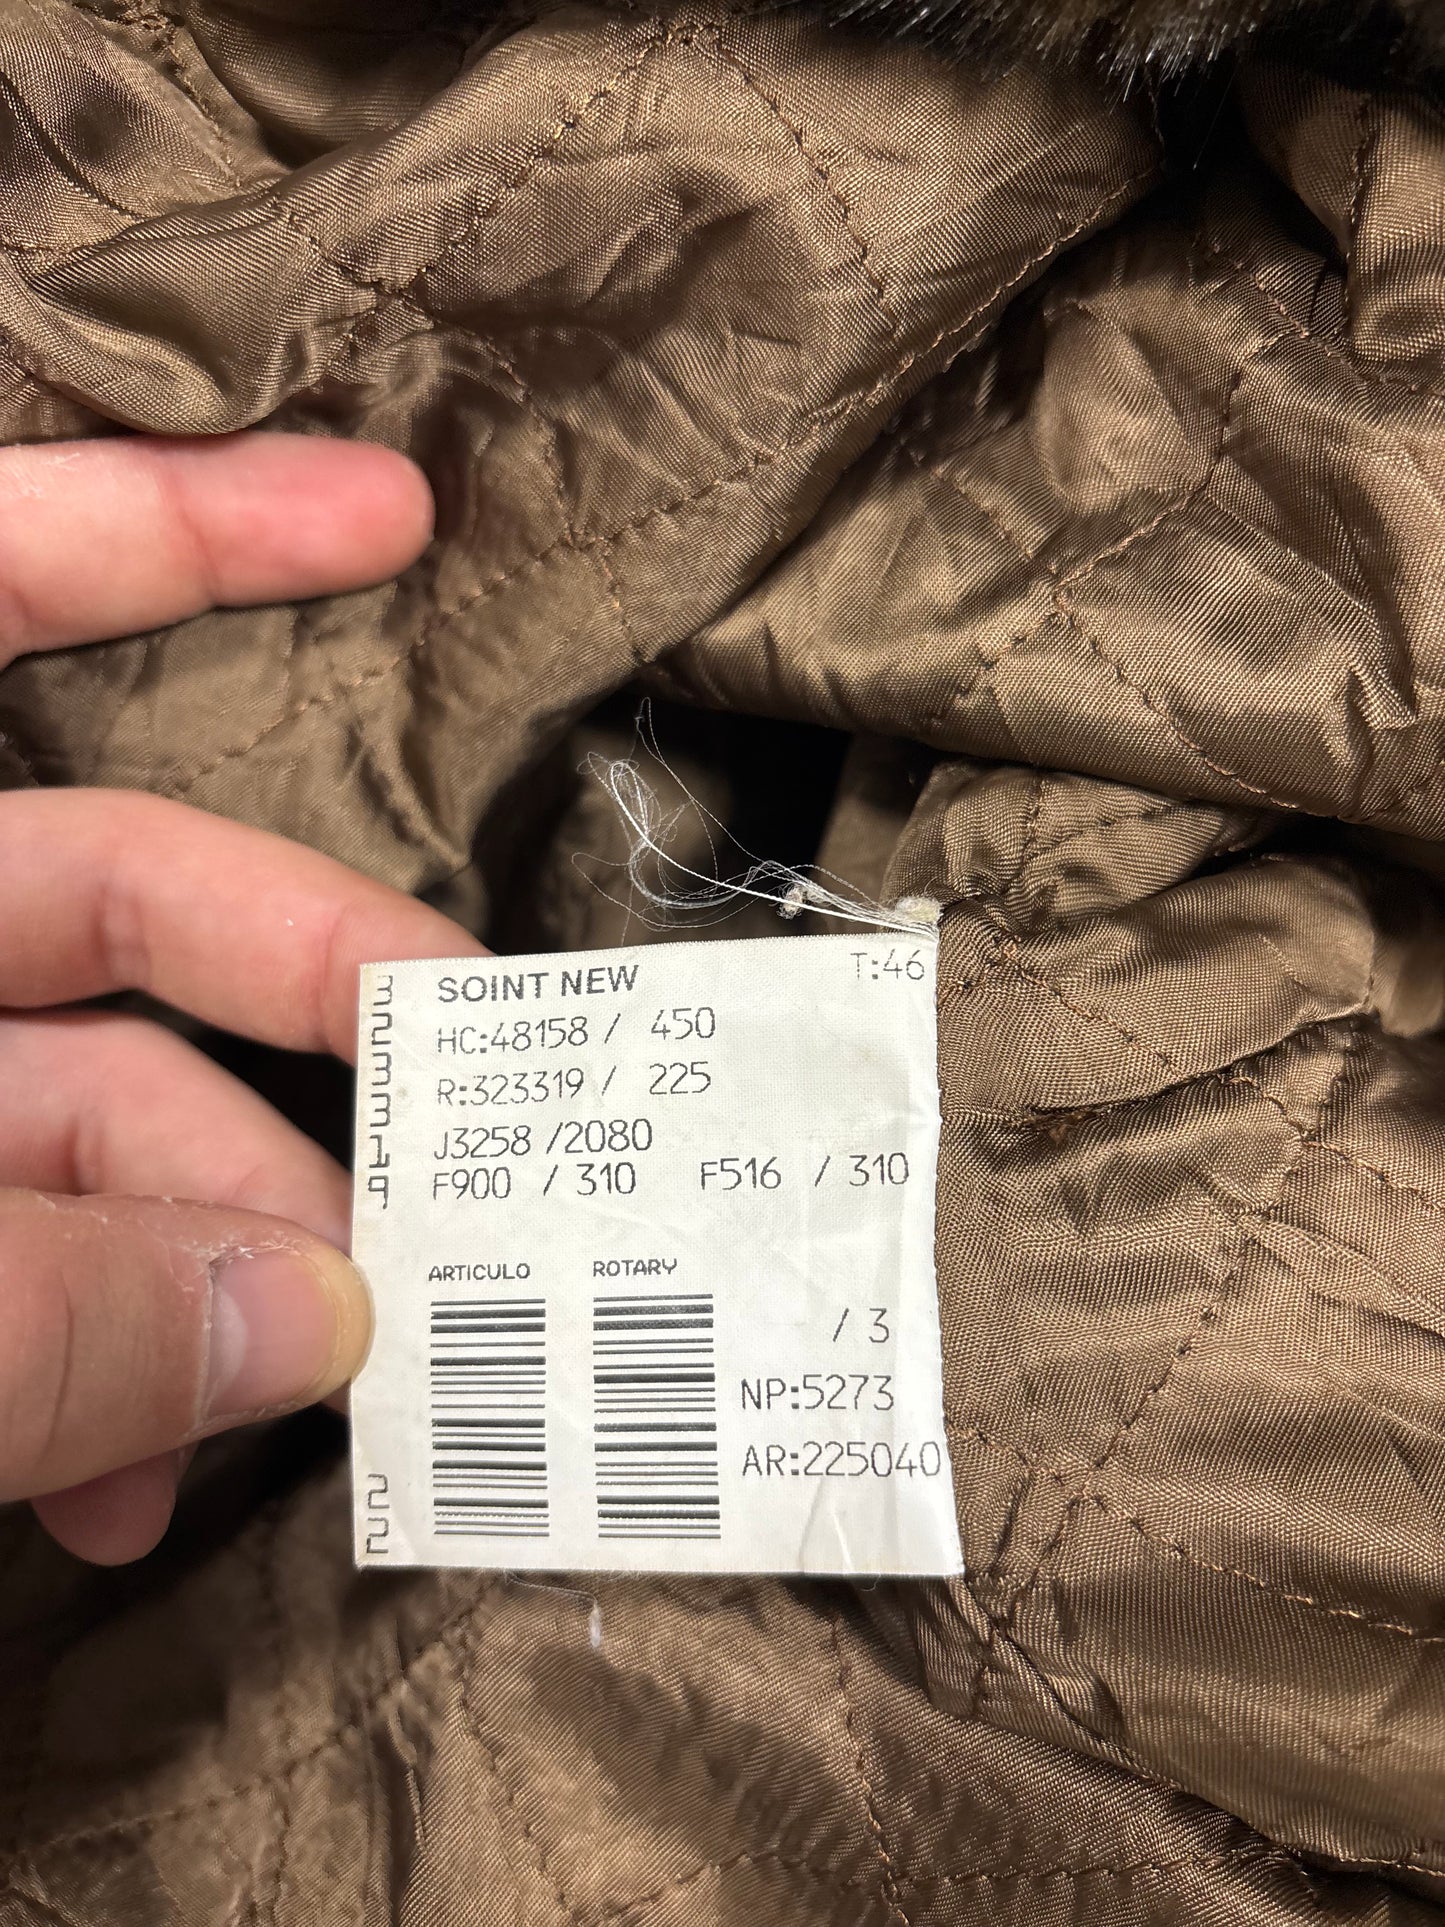 SOINT NEW T:46
HC:48158 / 450
R:323319 / 225
J3258 /2080
F900 / 310 F516 / 310
ARTICULO ROTARY
/ 3
NP:5273
AR:225040